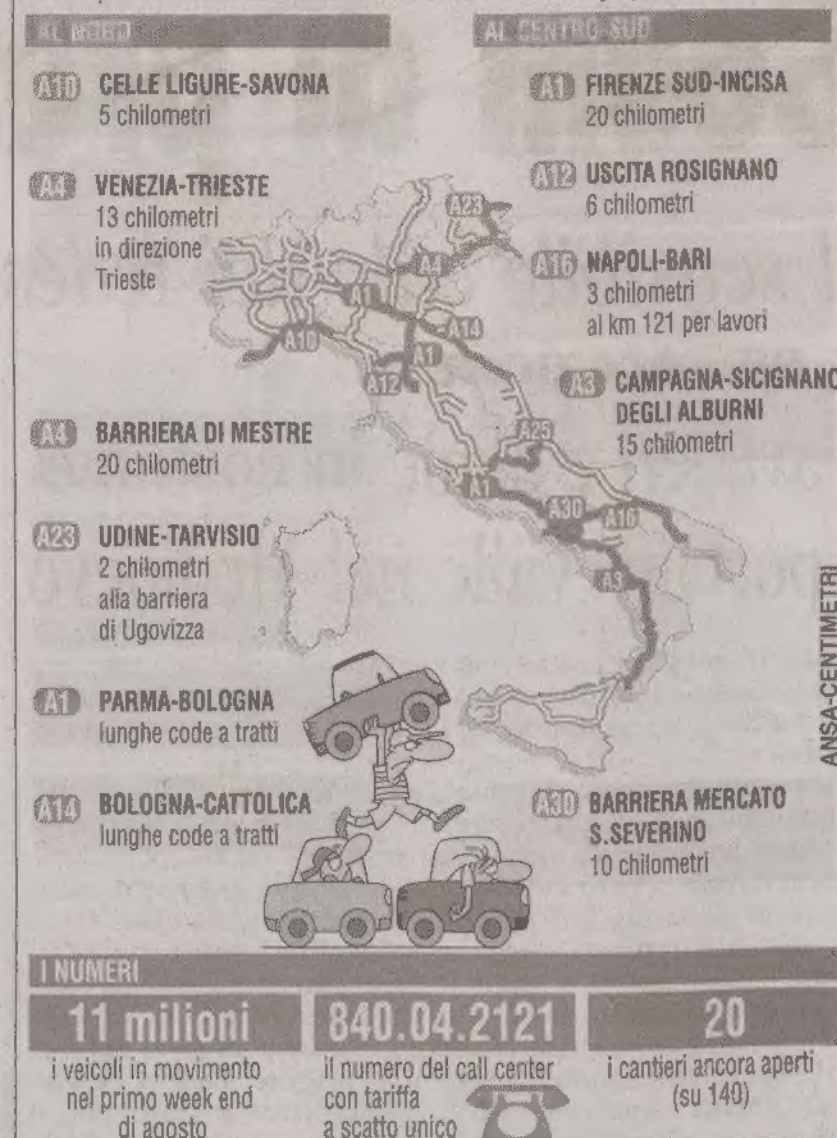 AL NORD
A10 CELLE LIGURE-SAVONA
5 chilometri
A4 VENEZIA-TRIESTE
13 chilometri
in direzione
Trieste
A4 BARRIERA DI MESTRE
20 chilometri
A23 UDINE-TARVISIO
2 chilometri
alla barriera
di Ugovizza
A1 PARMA-BOLOGNA
lunghe code a tratti
A14 BOLOGNA-CATTOLICA
lunghe code a tratti
AL CENTRO-SUD
A1 FIRENZE SUD-INCISA
20 chilometri
A12 USCITA ROSIGNANO
6 chilometri
A16 NAPOLI-BARI
3 chilometri
al km 121 per lavori
A3 CAMPAGNA-SICIGNANO
DEGLI ALBURNI
15 chilometri
A30 BARRIERA MERCATO
S.SEVERINO
10 chilometri
A23
A4
A1
A10
A14
A1
A12
A25
A1
A30
A16
A3
ANSA-CENTIMETRI
I NUMERI
11 milioni
i veicoli in movimento
nel primo week end
di agosto
840.04.2121
il numero del call center
con tariffa
a scatto unico
20
i cantieri ancora aperti
(su 140)